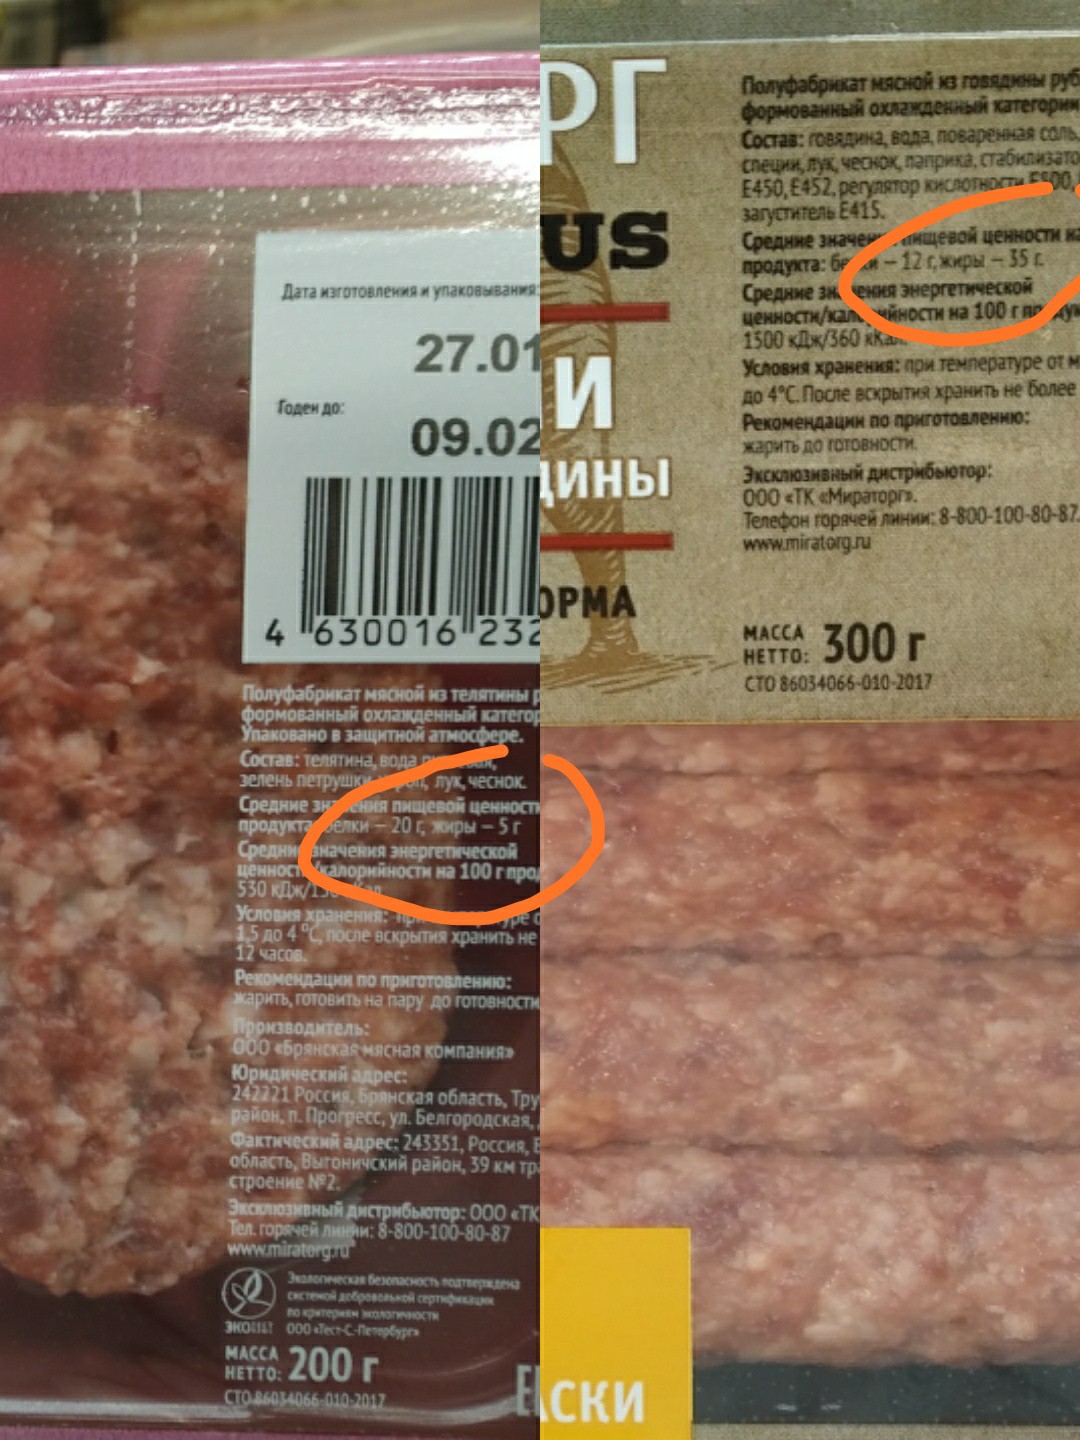 Дата изготовления и упаковывания:
27.01
Годен до:
09.02
4 630016 232
Полуфабрикат мясной из телятины
формованный охлажденный
Упаковано в защитной атмосфере.
Состав: телятина, вода
зелень петрушки, лук, чеснок.
Средние значения пищевой ценности
продукта: белки – 20 г, жиры – 5 г
Средние значения энергетической
ценности/калорийности на 100 г
530 кДж/
Условия хранения: при температуре
1,5 до 4 °С, после вскрытия хранить не
12 часов.
Рекомендации по приготовлению:
жарить, готовить на пару до готовности
Производитель:
ООО «Брянская мясная компания»
Юридический адрес:
242221 Россия, Брянская область,
район, п. Прогресс, ул. Белгородская,
Фактический адрес: 243351, Россия,
область, Выгоничский район, 39 км
строение №2.
Эксклюзивный дистрибьютор: ООО «ТК
Тел. горячей линии: 8-800-100-80-87
www.miratorg.ru
Экологическая безопасность подтверждена
системой добровольной сертификации
по критериям экологичности
ООО «Тест-С.-Петербург»
МАССА
НЕТТО: 200 г
СТО 86034066-010-2017
РГ
US
И
ДИНЫ
ОРМА
Полуфабрикат мясной из говядины
формованный охлажденный категории
Состав: говядина, вода, поваренная соль,
специи, лук, чеснок, паприка,
Е450, Е452, регулятор кислотности Е500,
загуститель Е415.
Средние значения пищевой ценности на
продукта: белки – 12 г, жиры – 35 г.
Средние значения энергетической
ценности/калорийности на 100 г
1500 кДж/360 кКал.
Условия хранения: при температуре от
до 4°С. После вскрытия хранить не более
Рекомендации по приготовлению:
жарить до готовности.
Эксклюзивный дистрибьютор:
ООО «ТК «Мираторг».
Телефон горячей линии: 8-800-100-80-87.
www.miratorg.ru
МАССА
НЕТТО: 300 г
СТО 86034066-010-2017
СКИ